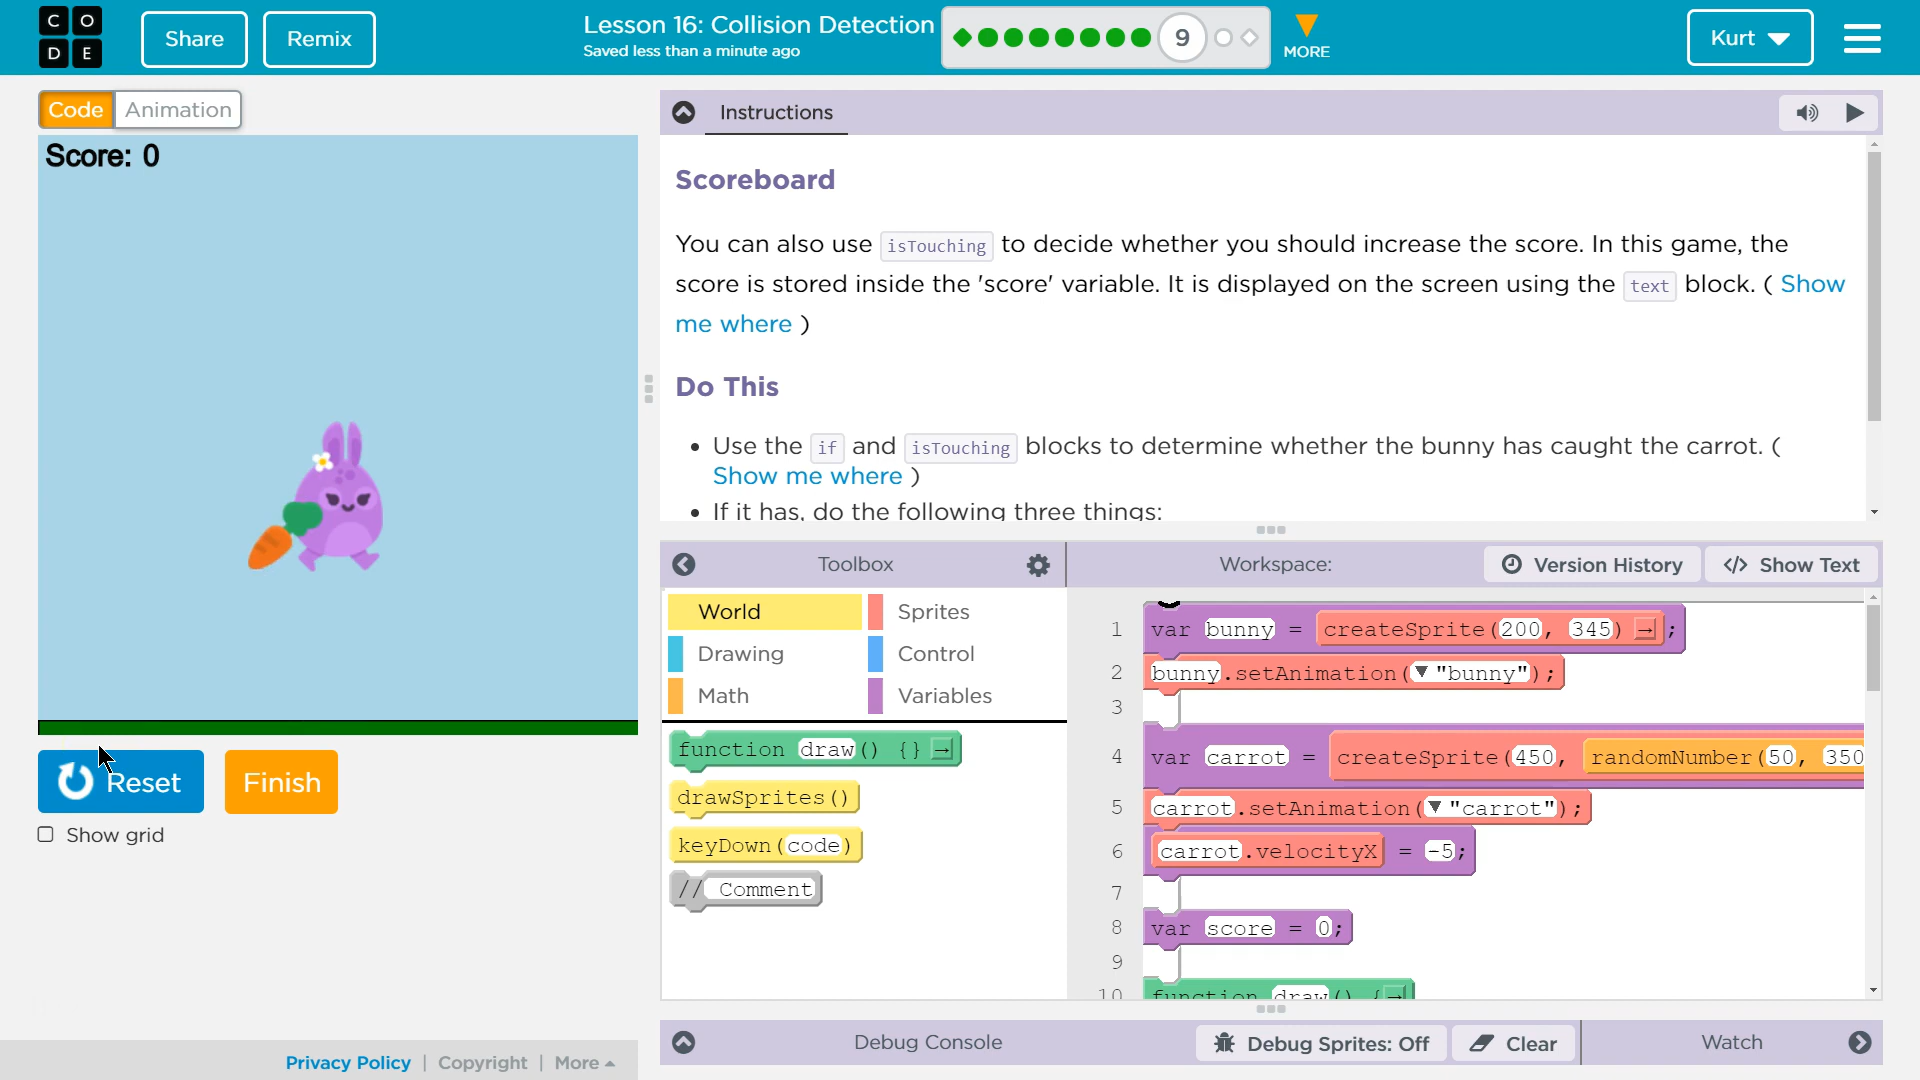 C O
D E
Share
Remix
Lesson 16: Collision Detection
Saved less than a minute ago
9
MORE
Kurt
Code
Animation
Score: 0
Reset
Finish
Show grid
Privacy Policy | Copyright | More
Instructions
Scoreboard
You can also use isTouching to decide whether you should increase the score. In this game, the
score is stored inside the 'score' variable. It is displayed on the screen using the text block. ( Show
me where )
Do This
• Use the if and isTouching blocks to determine whether the bunny has caught the carrot. (
Show me where )
• If it has, do the following three things:
Toolbox
World
Sprites
Drawing
Control
Math
Variables
function draw() {} →
drawSprites()
keyDown(code)
// Comment
Workspace:
Version History
</> Show Text
1 var bunny = createSprite(200, 345) → ;
2 bunny.setAnimation(▼ "bunny");
3
4 var carrot = createSprite(450, randomNumber(50, 350
5 carrot.setAnimation(▼ "carrot");
6 carrot.velocityX = -5;
7
8 var score = 0;
9
10 function draw() { →
Debug Console
Debug Sprites: Off
Clear
Watch